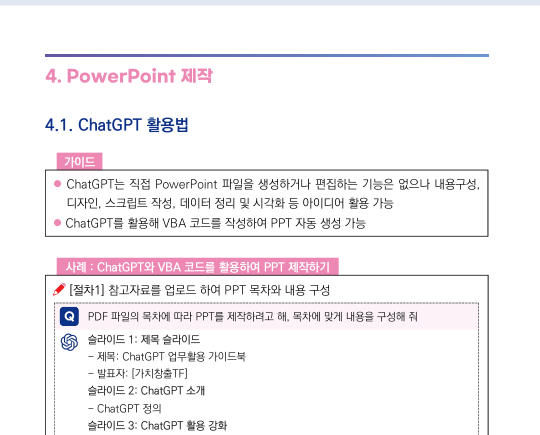 4. PowerPoint 제작
4.1. ChatGPT 활용법
가이드
● ChatGPT는 직접 PowerPoint 파일을 생성하거나 편집하는 기능은 없으나 내용구성,
디자인, 스크립트 작성, 데이터 정리 및 시각화 등 아이디어 활용 가능
● ChatGPT를 활용해 VBA 코드를 작성하여 PPT 자동 생성 가능
사례 : ChatGPT와 VBA 코드를 활용하여 PPT 제작하기
[절차1] 참고자료를 업로드 하여 PPT 목차와 내용 구성
Q PDF 파일의 목차에 따라 PPT를 제작하려고 해, 목차에 맞게 내용을 구성해 줘
슬라이드 1: 제목 슬라이드
- 제목: ChatGPT 업무활용 가이드북
- 발표자: [가치창출TF]
슬라이드 2: ChatGPT 소개
- ChatGPT 정의
슬라이드 3: ChatGPT 활용 강화